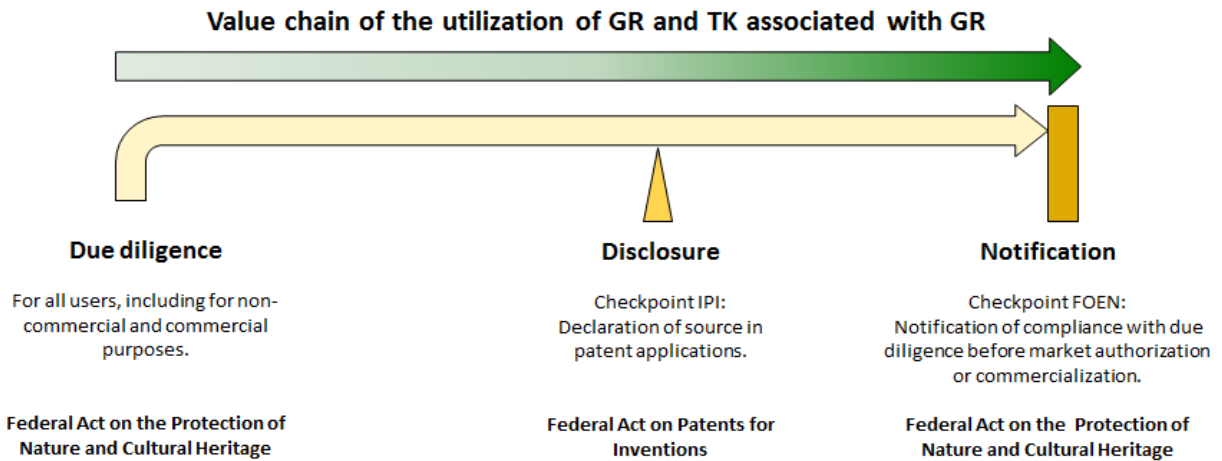 Value chain of the utilization of GR and TK associated with GR
Due diligence
For all users, including for non-
commercial and commercial
purposes.
Federal Act on the Protection of
Nature and Cultural Heritage
Disclosure
Checkpoint IPI:
Declaration of source in
patent applications.
Federal Act on Patents for
Inventions
Notification
Checkpoint FOEN:
Notification of compliance with due
diligence before market authorization
or commercialization.
Federal Act on the Protection of
Nature and Cultural Heritage